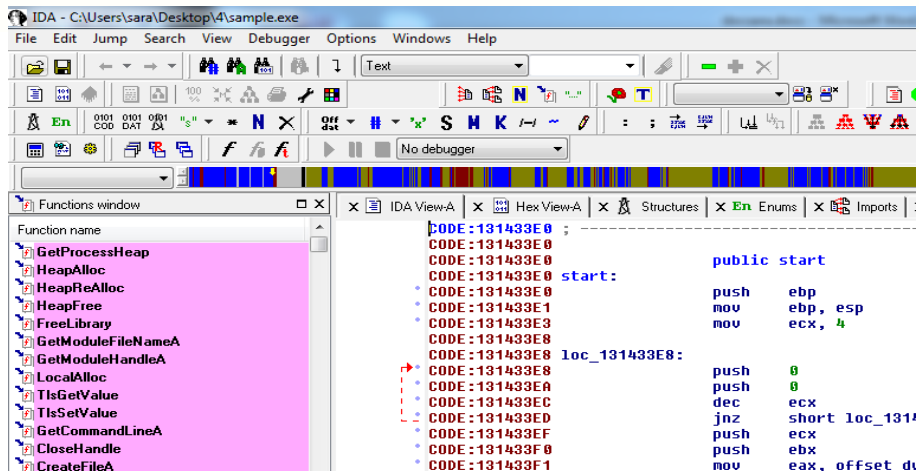 IDA - C:\Users\sara\Desktop\4\sample.exe
File Edit Jump Search View Debugger Options Windows Help
Text
En
No debugger
Functions window
IDA View-A Hex View-A Structures En Enums Imports
Function name
GetProcessHeap
HeapAlloc
HeapReAlloc
HeapFree
FreeLibrary
GetModuleFileNameA
GetModuleHandleA
LocalAlloc
TlsGetValue
TlsSetValue
GetCommandLineA
CloseHandle
CreateFileA
CODE:131433E0 ; ---------------------------------------
CODE:131433E0
CODE:131433E0 public start
CODE:131433E0 start:
CODE:131433E0 push ebp
CODE:131433E1 mov ebp, esp
CODE:131433E3 mov ecx, 4
CODE:131433E8
CODE:131433E8 loc_131433E8:
CODE:131433E8 push 0
CODE:131433EA push 0
CODE:131433EC dec ecx
CODE:131433ED jnz short loc_1314
CODE:131433EF push ecx
CODE:131433F0 push ebx
CODE:131433F1 mov eax, offset du